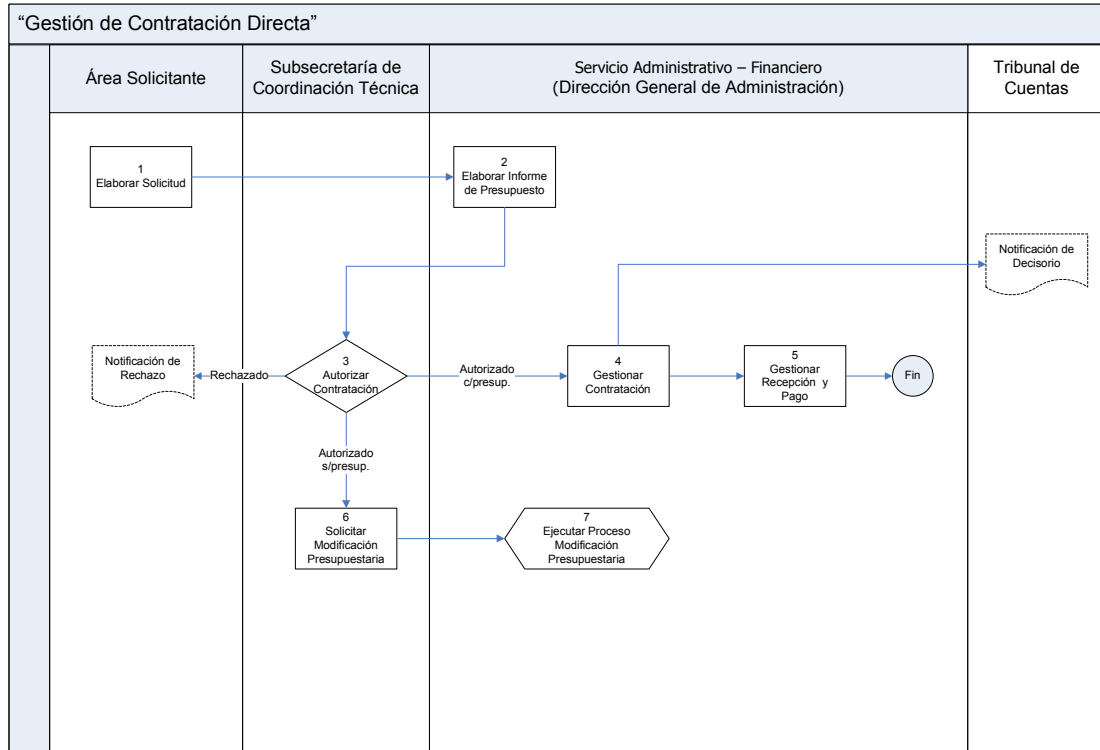 “Gestión de Contratación Directa”
Área Solicitante
Subsecretaría de
Coordinación Técnica
Servicio Administrativo – Financiero
(Dirección General de Administración)
Tribunal de
Cuentas
1
Elaborar Solicitud
2
Elaborar Informe
de Presupuesto
Notificación de
Decisorio
Notificación de
Rechazo
Rechazado
3
Autorizar
Contratación
Autorizado
c/presup.
4
Gestionar
Contratación
5
Gestionar
Recepción y
Pago
Fin
Autorizado
s/presup.
6
Solicitar
Modificación
Presupuestaria
7
Ejecutar Proceso
Modificación
Presupuestaria